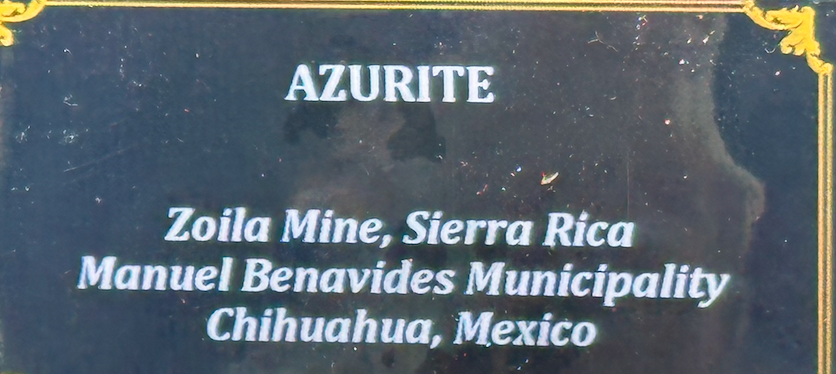 AZURITE
Zoila Mine, Sierra Rica
Manuel Benavides Municipality
Chihuahua, Mexico